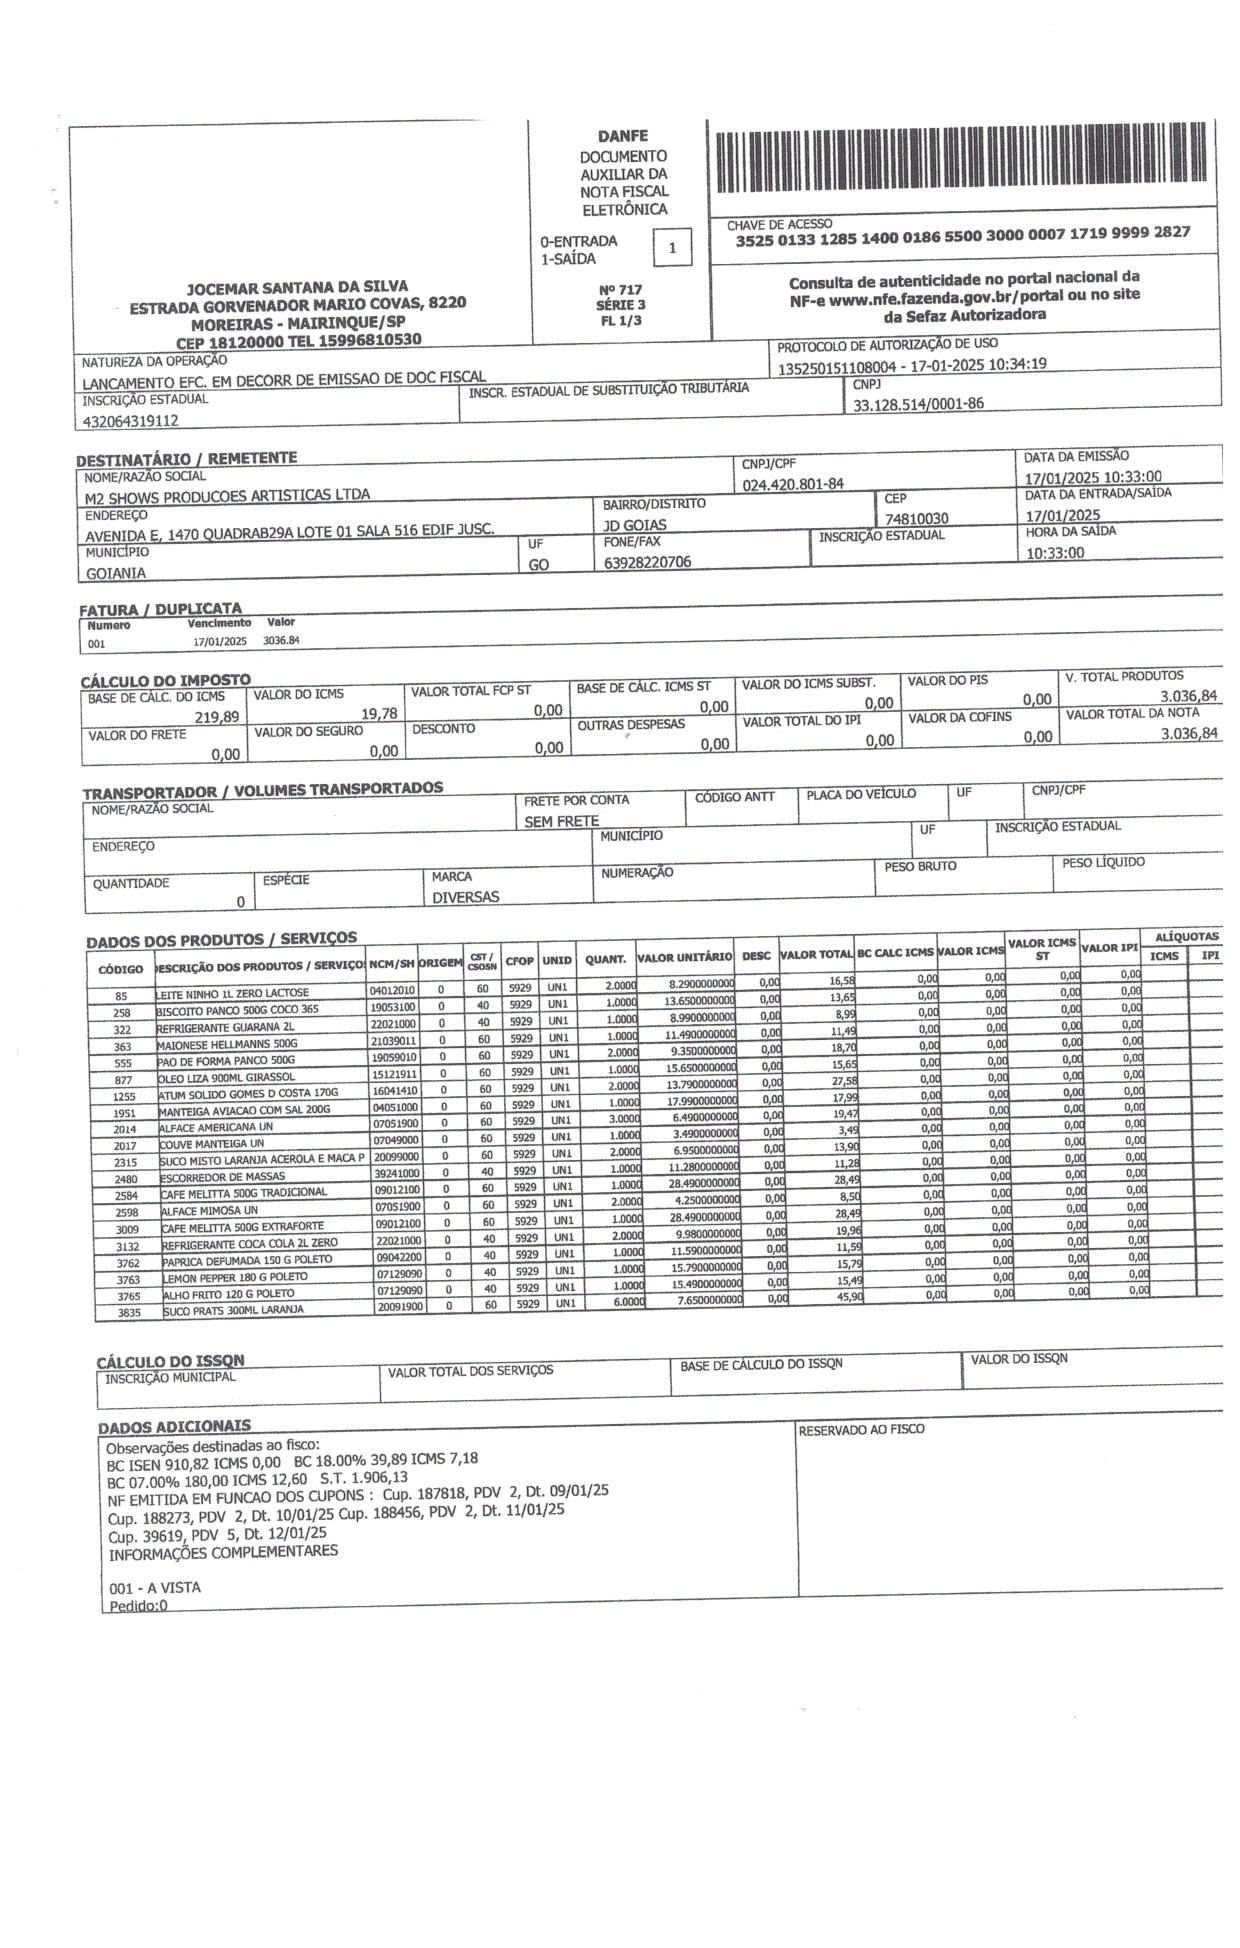 DANFE
DOCUMENTO
AUXILIAR DA
NOTA FISCAL
ELETRÔNICA
0-ENTRADA
1-SAÍDA
1
Nº 717
SÉRIE 3
FL 1/3
CHAVE DE ACESSO
3525 0133 1285 1400 0186 5500 3000 0007 1719 9999 2827
Consulta de autenticidade no portal nacional da
NF-e www.nfe.fazenda.gov.br/portal ou no site
da Sefaz Autorizadora
JOCEMAR SANTANA DA SILVA
ESTRADA GORVENADOR MARIO COVAS, 8220
MOREIRAS - MAIRINQUE/SP
CEP 18120000 TEL 15996810530
NATUREZA DA OPERAÇÃO
LANCAMENTO EFC. EM DECORR DE EMISSAO DE DOC FISCAL
PROTOCOLO DE AUTORIZAÇÃO DE USO
135250151108004 - 17-01-2025 10:34:19
INSCRIÇÃO ESTADUAL
432064319112
INSCR. ESTADUAL DE SUBSTITUIÇÃO TRIBUTÁRIA
CNPJ
33.128.514/0001-86
DESTINATÁRIO / REMETENTE
NOME/RAZÃO SOCIAL
M2 SHOWS PRODUCOES ARTISTICAS LTDA
CNPJ/CPF
024.420.801-84
DATA DA EMISSÃO
17/01/2025 10:33:00
ENDEREÇO
AVENIDA E, 1470 QUADRAB29A LOTE 01 SALA 516 EDIF JUSC.
BAIRRO/DISTRITO
JD GOIAS
CEP
74810030
DATA DA ENTRADA/SAÍDA
17/01/2025
MUNICÍPIO
GOIANIA
UF
GO
FONE/FAX
63928220706
INSCRIÇÃO ESTADUAL
HORA DA SAÍDA
10:33:00
FATURA / DUPLICATA
Numero Vencimento Valor
001 17/01/2025 3036.84
CÁLCULO DO IMPOSTO
BASE DE CÁLC. DO ICMS VALOR DO ICMS VALOR TOTAL FCP ST BASE DE CÁLC. ICMS ST VALOR DO ICMS SUBST. VALOR DO PIS V. TOTAL PRODUTOS
219,89 19,78 0,00 0,00 0,00 0,00 3.036,84
VALOR DO FRETE VALOR DO SEGURO DESCONTO OUTRAS DESPESAS VALOR TOTAL DO IPI VALOR DA COFINS VALOR TOTAL DA NOTA
0,00 0,00 0,00 0,00 0,00 0,00 3.036,84
TRANSPORTADOR / VOLUMES TRANSPORTADOS
NOME/RAZÃO SOCIAL FRETE POR CONTA CÓDIGO ANTT PLACA DO VEÍCULO UF CNPJ/CPF
SEM FRETE
ENDEREÇO MUNICÍPIO UF INSCRIÇÃO ESTADUAL
QUANTIDADE ESPÉCIE MARCA NUMERAÇÃO PESO BRUTO PESO LÍQUIDO
0 DIVERSAS
DADOS DOS PRODUTOS / SERVIÇOS
CÓDIGO DESCRIÇÃO DOS PRODUTOS / SERVIÇO NCM/SH ORIGEM CST / CSOSN CFOP UNID QUANT. VALOR UNITÁRIO DESC VALOR TOTAL BC CALC ICMS VALOR ICMS VALOR ICMS ST VALOR IPI ALÍQUOTAS ICMS IPI
85 LEITE NINHO 1L ZERO LACTOSE 04012010 0 60 5929 UN1 2.0000 8.2900000000 0,00 16,58 0,00 0,00 0,00 0,00
258 BISCOITO PANCO 500G COCO 365 19053100 0 40 5929 UN1 1.0000 13.6500000000 0,00 13,65 0,00 0,00 0,00 0,00
322 REFRIGERANTE GUARANA 2L 22021000 0 40 5929 UN1 1.0000 8.9900000000 0,00 8,99 0,00 0,00 0,00 0,00
363 MAIONESE HELLMANNS 500G 21039011 0 60 5929 UN1 1.0000 11.4900000000 0,00 11,49 0,00 0,00 0,00 0,00
555 PAO DE FORMA PANCO 500G 19059010 0 60 5929 UN1 2.0000 9.3500000000 0,00 18,70 0,00 0,00 0,00 0,00
877 OLEO LIZA 900ML GIRASSOL 15121911 0 60 5929 UN1 1.0000 15.6500000000 0,00 15,65 0,00 0,00 0,00 0,00
1255 ATUM SOLIDO GOMES D COSTA 170G 16041410 0 60 5929 UN1 2.0000 13.7900000000 0,00 27,58 0,00 0,00 0,00 0,00
1951 MANTEIGA AVIACAO COM SAL 200G 04051000 0 60 5929 UN1 1.0000 17.9900000000 0,00 17,99 0,00 0,00 0,00 0,00
2014 ALFACE AMERICANA UN 07051900 0 60 5929 UN1 3.0000 6.4900000000 0,00 19,47 0,00 0,00 0,00 0,00
2017 COUVE MANTEIGA UN 07049000 0 60 5929 UN1 1.0000 3.4900000000 0,00 3,49 0,00 0,00 0,00 0,00
2315 SUCO MISTO LARANJA ACEROLA E MACA P 20099000 0 60 5929 UN1 2.0000 6.9500000000 0,00 13,90 0,00 0,00 0,00 0,00
2480 ESCORREDOR DE MASSAS 39241000 0 40 5929 UN1 1.0000 11.2800000000 0,00 11,28 0,00 0,00 0,00 0,00
2584 CAFE MELITTA 500G TRADICIONAL 09012100 0 60 5929 UN1 1.0000 28.4900000000 0,00 28,49 0,00 0,00 0,00 0,00
2598 ALFACE MIMOSA UN 07051900 0 60 5929 UN1 2.0000 4.2500000000 0,00 8,50 0,00 0,00 0,00 0,00
3009 CAFE MELITTA 500G EXTRAFORTE 09012100 0 60 5929 UN1 1.0000 28.4900000000 0,00 28,49 0,00 0,00 0,00 0,00
3132 REFRIGERANTE COCA COLA 2L ZERO 22021000 0 40 5929 UN1 2.0000 9.9800000000 0,00 19,96 0,00 0,00 0,00 0,00
3762 PAPRICA DEFUMADA 150 G POLETO 09042200 0 40 5929 UN1 1.0000 11.5900000000 0,00 11,59 0,00 0,00 0,00 0,00
3763 LEMON PEPPER 180 G POLETO 07129090 0 40 5929 UN1 1.0000 15.7900000000 0,00 15,79 0,00 0,00 0,00 0,00
3765 ALHO FRITO 120 G POLETO 07129090 0 40 5929 UN1 1.0000 15.4900000000 0,00 15,49 0,00 0,00 0,00 0,00
3835 SUCO PRATS 300ML LARANJA 20091900 0 60 5929 UN1 6.0000 7.6500000000 0,00 45,90 0,00 0,00 0,00 0,00
CÁLCULO DO ISSQN
INSCRIÇÃO MUNICIPAL VALOR TOTAL DOS SERVIÇOS BASE DE CÁLCULO DO ISSQN VALOR DO ISSQN
DADOS ADICIONAIS
RESERVADO AO FISCO
Observações destinadas ao fisco:
BC ISEN 910,82 ICMS 0,00 BC 18.00% 39,89 ICMS 7,18
BC 07.00% 180,00 ICMS 12,60 S.T. 1.906,13
NF EMITIDA EM FUNCAO DOS CUPONS : Cup. 187818, PDV 2, Dt. 09/01/25
Cup. 188273, PDV 2, Dt. 10/01/25 Cup. 188456, PDV 2, Dt. 11/01/25
Cup. 39619, PDV 5, Dt. 12/01/25
INFORMAÇÕES COMPLEMENTARES
001 - A VISTA
Pedido:0